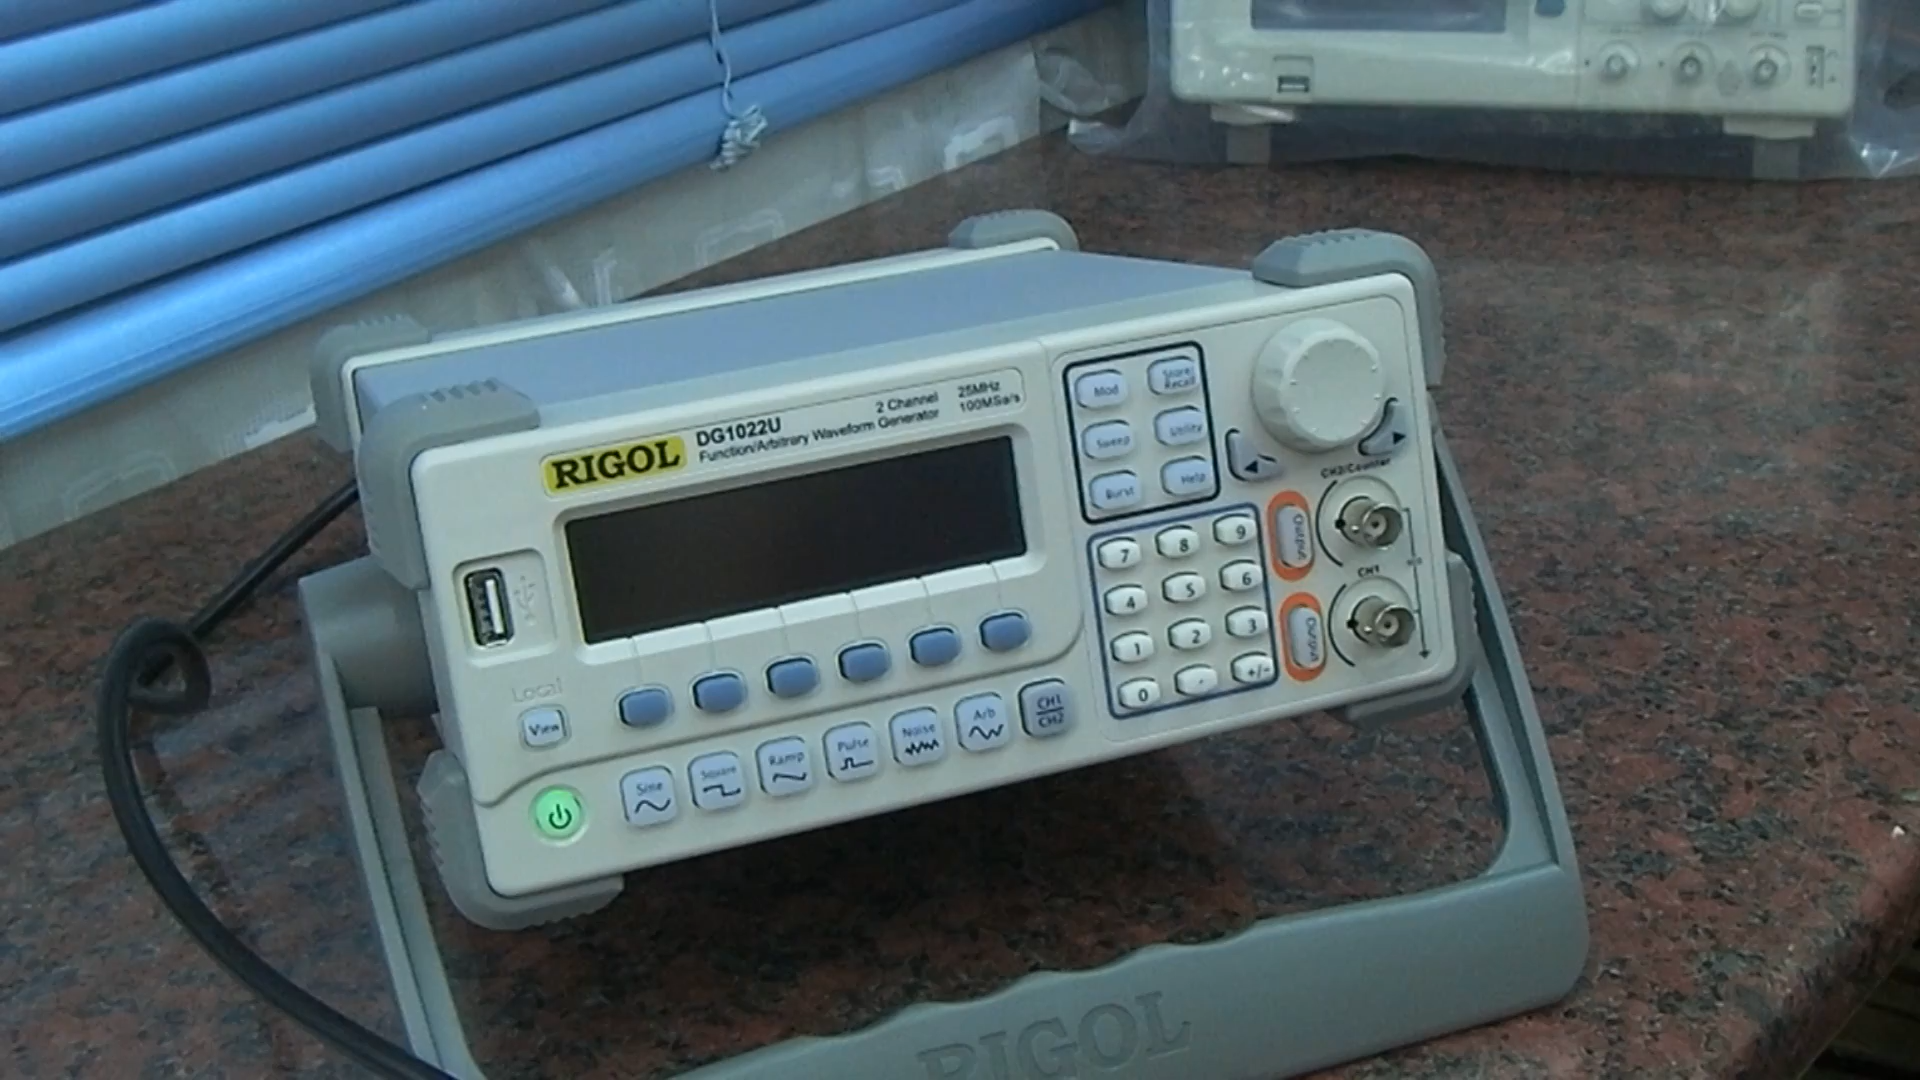 RIGOL
DG1022U
Function/Arbitrary Waveform Generator
2 Channel
25MHz
100MSa/s
Mod
Store/
Recall
Sweep
Utility
Burst
Help
CH2/Counter
Output
CH1
Output
7 8 9
4 5 6
1 2 3
0 . +/-
Local
View
Sine
Square
Ramp
Pulse
Noise
Arb
CH1
CH2
RIGOL